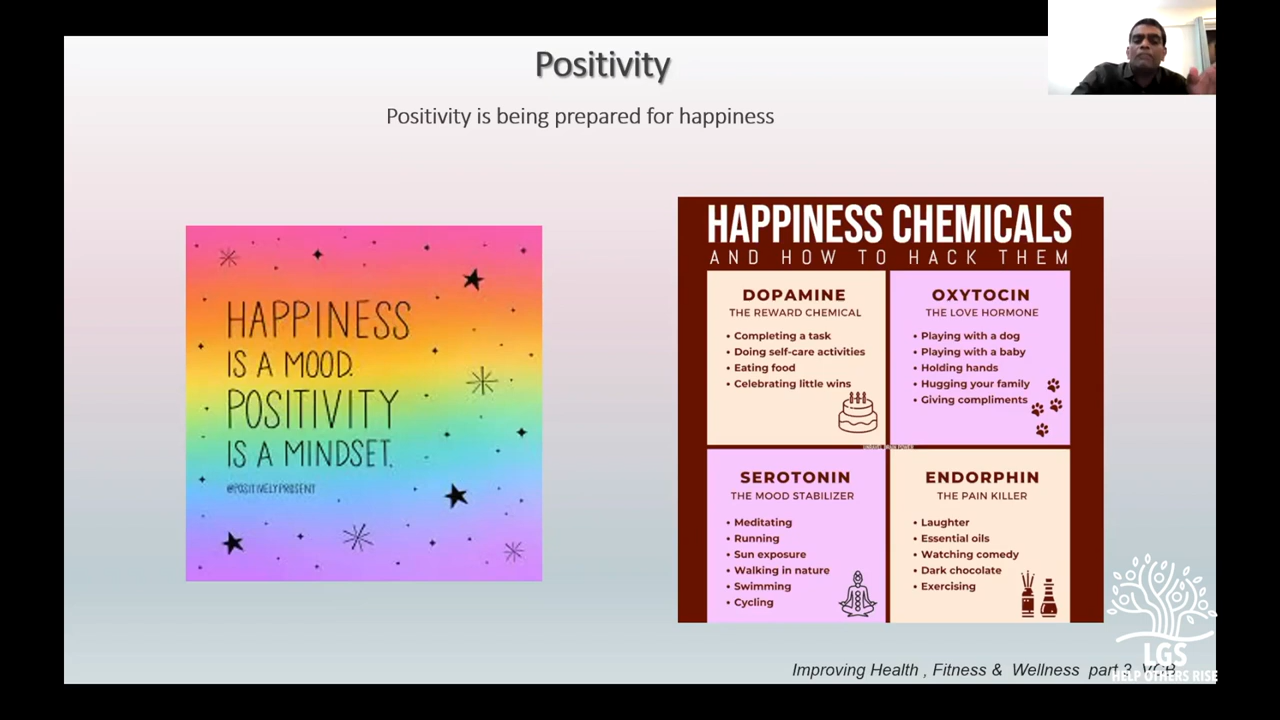 Positivity
Positivity is being prepared for happiness
HAPPINESS
IS A MOOD.
POSITIVITY
IS A MINDSET.
@POSITIVELYPRESENT
HAPPINESS CHEMICALS
AND HOW TO HACK THEM
DOPAMINE
THE REWARD CHEMICAL
• Completing a task
• Doing self-care activities
• Eating food
• Celebrating little wins
OXYTOCIN
THE LOVE HORMONE
• Playing with a dog
• Playing with a baby
• Holding hands
• Hugging your family
• Giving compliments
SEROTONIN
THE MOOD STABILIZER
• Meditating
• Running
• Sun exposure
• Walking in nature
• Swimming
• Cycling
ENDORPHIN
THE PAIN KILLER
• Laughter
• Essential oils
• Watching comedy
• Dark chocolate
• Exercising
Improving Health , Fitness & Wellness part
LGS
HELP OTHERS RISE